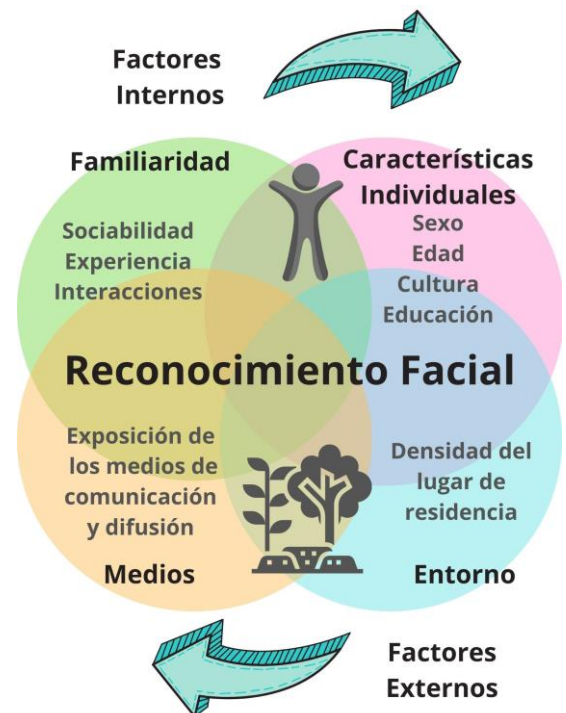 Factores
Internos
Familiaridad
Sociabilidad
Experiencia
Interacciones
Características
Individuales
Sexo
Edad
Cultura
Educación
Reconocimiento Facial
Exposición de
los medios de
comunicación
y difusión
Medios
Densidad del
lugar de
residencia
Entorno
Factores
Externos